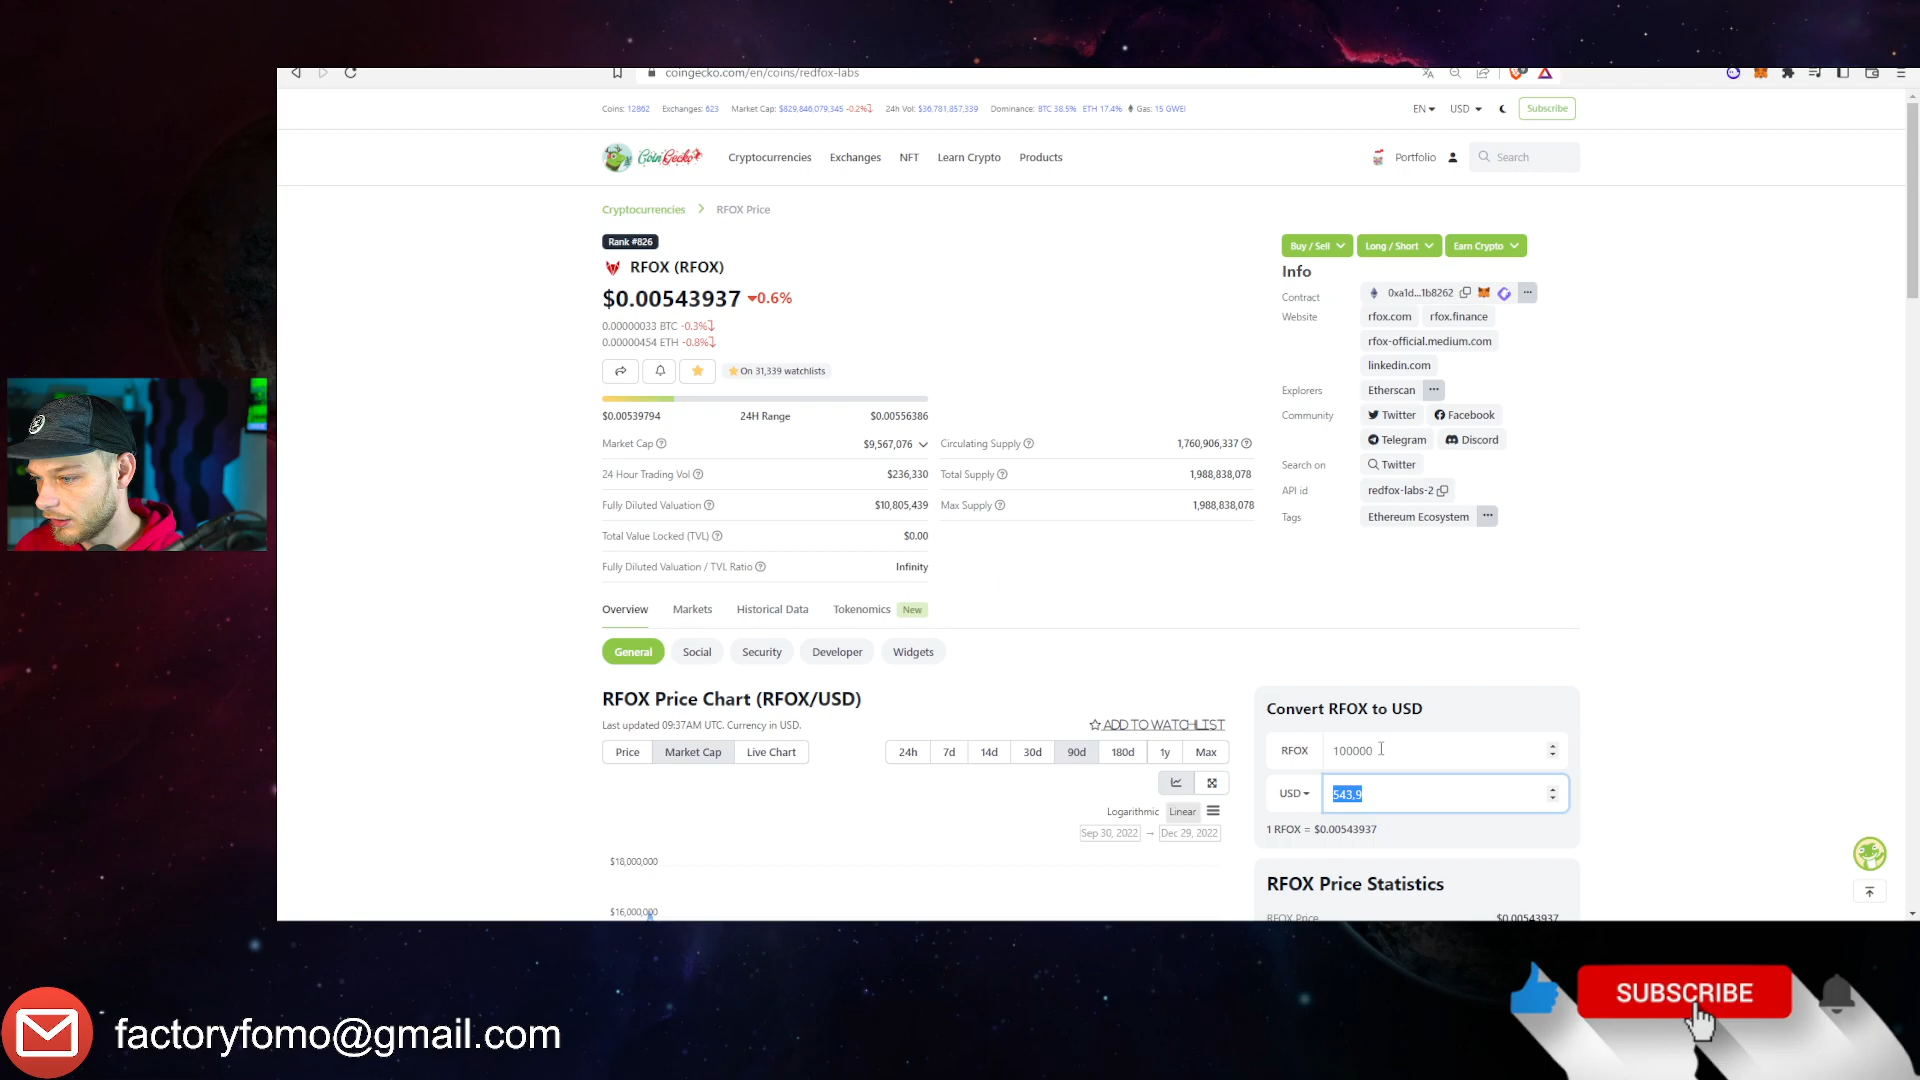 coingecko.com/en/coins/redfox-labs
Coins: 12862 Exchanges: 623 Market Cap: $829,846,079,345 -0.2% 24h Vol: $36,781,857,339 Dominance: BTC 38.5% ETH 17.4% Gas: 15 GWEI
EN USD Subscribe
CoinGecko Cryptocurrencies Exchanges NFT Learn Crypto Products Portfolio Search
Cryptocurrencies > RFOX Price
Rank #826
RFOX (RFOX)
$0.00543937 0.6%
0.00000033 BTC -0.3%
0.00000454 ETH -0.8%
On 31,339 watchlists
$0.00539794 24H Range $0.00556386
Market Cap $9,567,076
24 Hour Trading Vol $236,330
Fully Diluted Valuation $10,805,439
Total Value Locked (TVL) $0.00
Fully Diluted Valuation / TVL Ratio Infinity
Circulating Supply 1,760,906,337
Total Supply 1,988,838,078
Max Supply 1,988,838,078
Buy / Sell Long / Short Earn Crypto
Info
Contract 0xa1d...1b8262 ...
Website rfox.com rfox.finance
rfox-official.medium.com
linkedin.com
Explorers Etherscan ...
Community Twitter Facebook
Telegram Discord
Search on Twitter
API id redfox-labs-2
Tags Ethereum Ecosystem ...
Overview Markets Historical Data Tokenomics New
General Social Security Developer Widgets
RFOX Price Chart (RFOX/USD)
Last updated 09:37AM UTC. Currency in USD.
ADD TO WATCHLIST
Price Market Cap Live Chart
24h 7d 14d 30d 90d 180d 1y Max
Logarithmic Linear
Sep 30, 2022 → Dec 29, 2022
$18,000,000
$16,000,000
Convert RFOX to USD
RFOX 100000
USD 543,9
1 RFOX = $0.00543937
RFOX Price Statistics
RFOX Price $0.00543937
factoryfomo@gmail.com
SUBSCRIBE